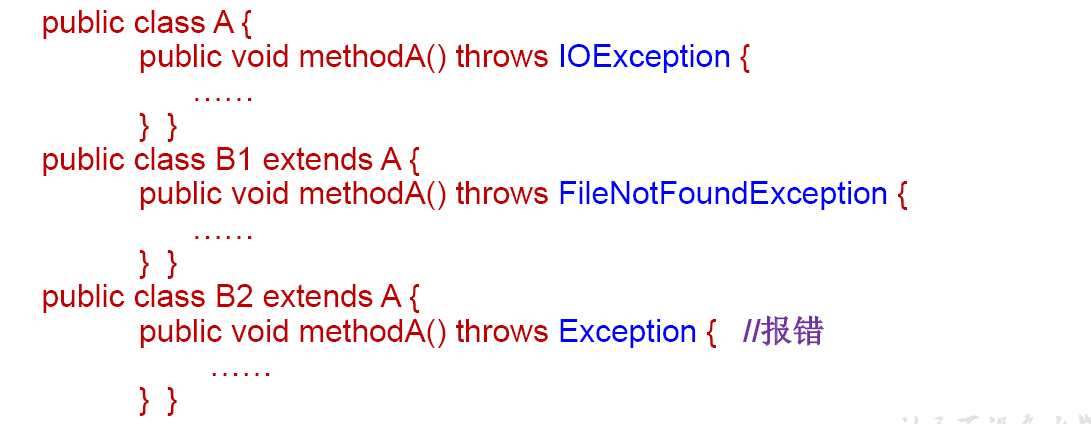 public class A {
public void methodA() throws IOException {
……
} }
public class B1 extends A {
public void methodA() throws FileNotFoundException {
……
} }
public class B2 extends A {
public void methodA() throws Exception { //报错
……
} }